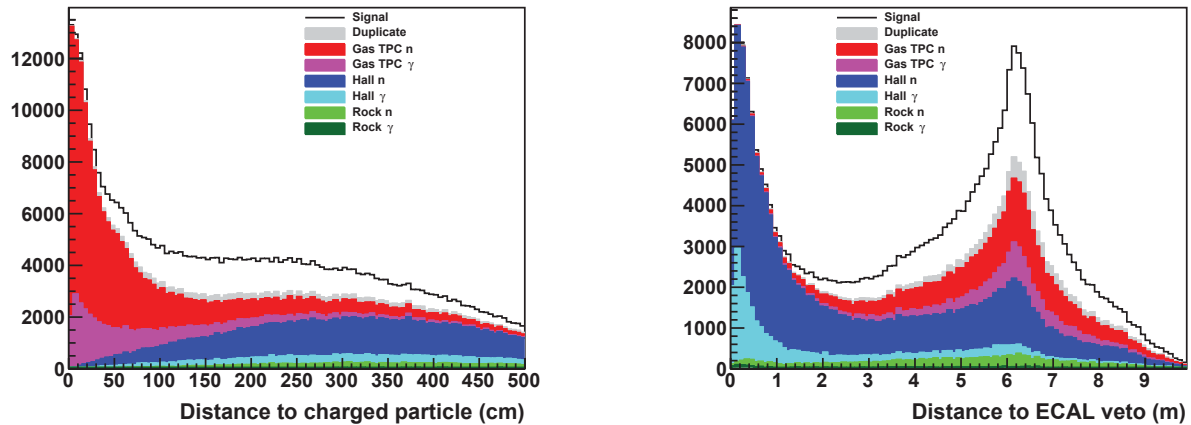 Signal
Duplicate
Gas TPC n
Gas TPC γ
Hall n
Hall γ
Rock n
Rock γ
12000
10000
8000
6000
4000
2000
0
0 50 100 150 200 250 300 350 400 450 500
Distance to charged particle (cm)
Signal
Duplicate
Gas TPC n
Gas TPC γ
Hall n
Hall γ
Rock n
Rock γ
8000
7000
6000
5000
4000
3000
2000
1000
0
0 1 2 3 4 5 6 7 8 9
Distance to ECAL veto (m)